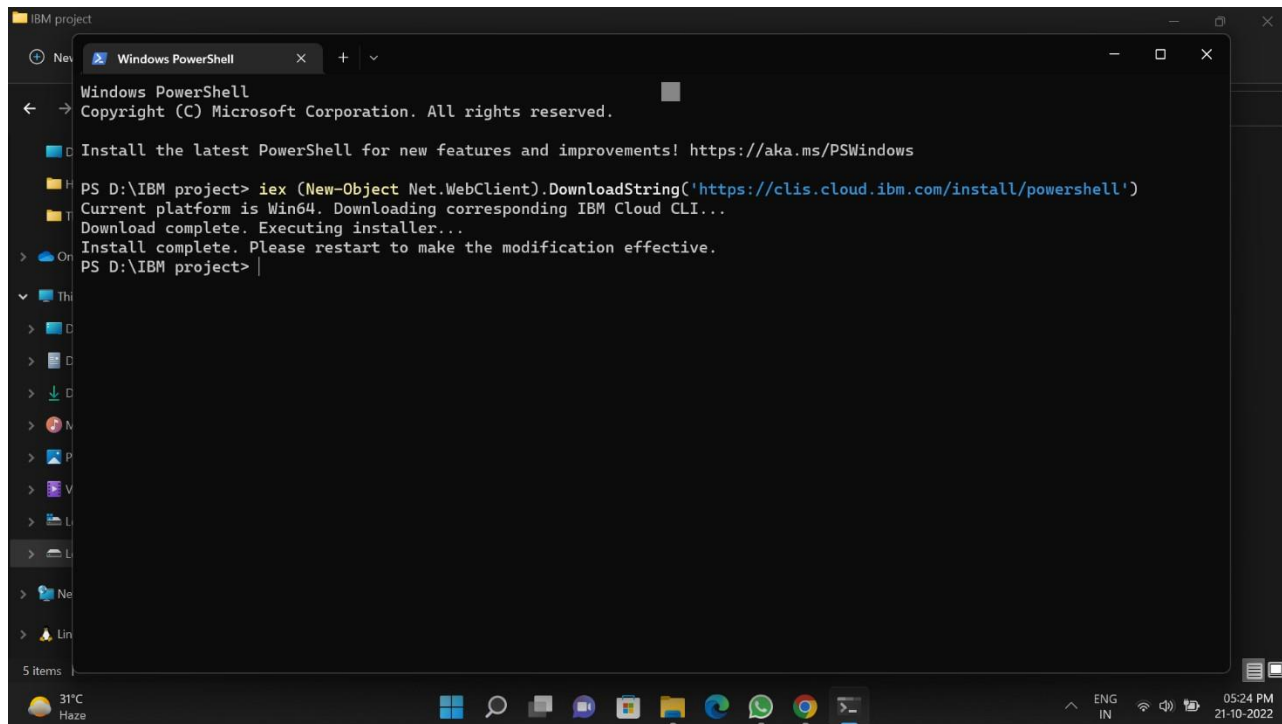 IBM project
Windows PowerShell
Windows PowerShell
Copyright (C) Microsoft Corporation. All rights reserved.
Install the latest PowerShell for new features and improvements! https://aka.ms/PSWindows
PS D:\IBM project> iex (New-Object Net.WebClient).DownloadString('https://clis.cloud.ibm.com/install/powershell')
Current platform is Win64. Downloading corresponding IBM Cloud CLI...
Download complete. Executing installer...
Install complete. Please restart to make the modification effective.
PS D:\IBM project>
5 items
31°C
Haze
ENG
IN
05:24 PM
21-10-2022